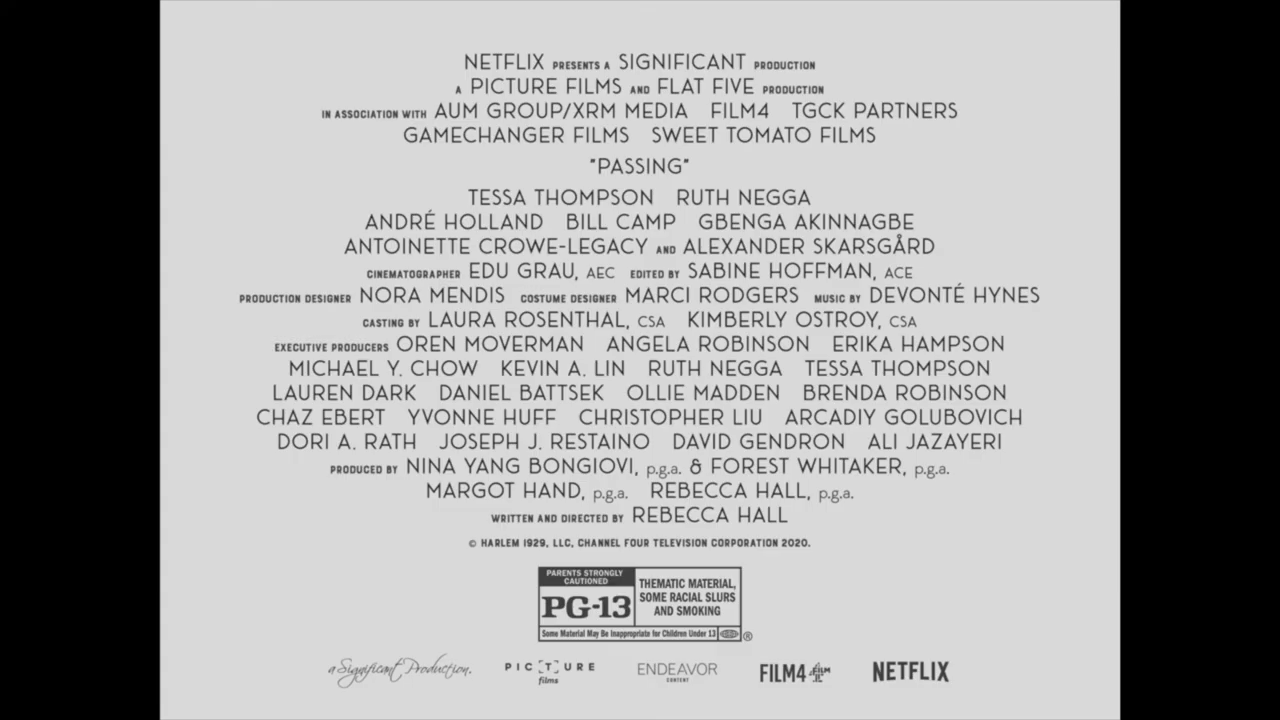 NETFLIX PRESENTS A SIGNIFICANT PRODUCTION
A PICTURE FILMS AND FLAT FIVE PRODUCTION
IN ASSOCIATION WITH AUM GROUP/XRM MEDIA FILM4 TGCK PARTNERS
GAMECHANGER FILMS SWEET TOMATO FILMS
"PASSING"
TESSA THOMPSON RUTH NEGGA
ANDRÉ HOLLAND BILL CAMP GBENGA AKINNAGBE
ANTOINETTE CROWE-LEGACY AND ALEXANDER SKARSGÅRD
CINEMATOGRAPHER EDU GRAU, AEC EDITED BY SABINE HOFFMAN, ACE
PRODUCTION DESIGNER NORA MENDIS COSTUME DESIGNER MARCI RODGERS MUSIC BY DEVONTÉ HYNES
CASTING BY LAURA ROSENTHAL, CSA KIMBERLY OSTROY, CSA
EXECUTIVE PRODUCERS OREN MOVERMAN ANGELA ROBINSON ERIKA HAMPSON
MICHAEL Y. CHOW KEVIN A. LIN RUTH NEGGA TESSA THOMPSON
LAUREN DARK DANIEL BATTSEK OLLIE MADDEN BRENDA ROBINSON
CHAZ EBERT YVONNE HUFF CHRISTOPHER LIU ARCADIY GOLUBOVICH
DORI A. RATH JOSEPH J. RESTAINO DAVID GENDRON ALI JAZAYERI
PRODUCED BY NINA YANG BONGIOVI, p.g.a. & FOREST WHITAKER, p.g.a.
MARGOT HAND, p.g.a. REBECCA HALL, p.g.a.
WRITTEN AND DIRECTED BY REBECCA HALL
© HARLEM 1929, LLC, CHANNEL FOUR TELEVISION CORPORATION 2020.
PARENTS STRONGLY
CAUTIONED
PG-13
THEMATIC MATERIAL,
SOME RACIAL SLURS
AND SMOKING
Some Material May Be Inappropriate for Children Under 13 ®
a Significant Production.
PICTURE
films
ENDEAVOR
CONTENT
FILM4
NETFLIX